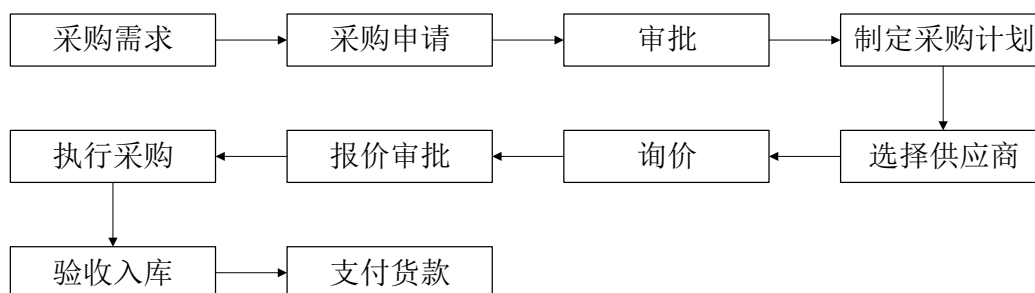 采购需求
采购申请
审批
制定采购计划
选择供应商
询价
报价审批
执行采购
验收入库
支付货款